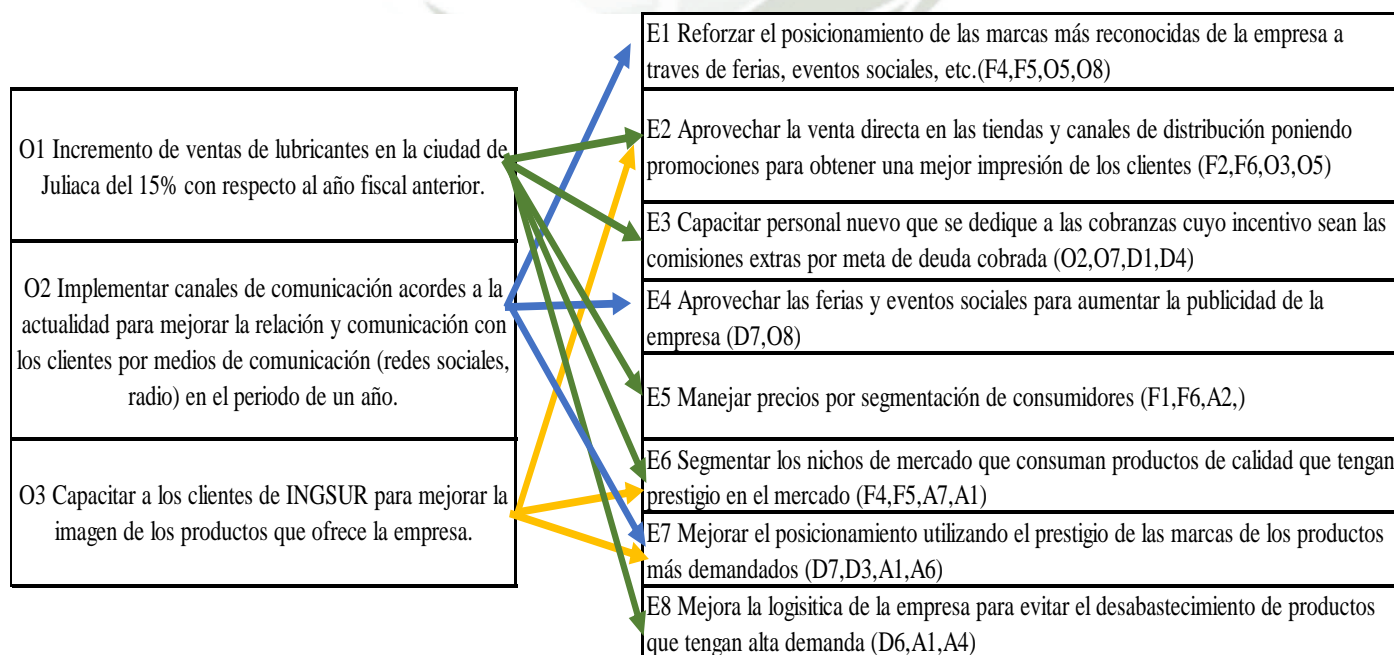 O1 Incremento de ventas de lubricantes en la ciudad de
Juliaca del 15% con respecto al año fiscal anterior.
O2 Implementar canales de comunicación acordes a la
actualidad para mejorar la relación y comunicación con
los clientes por medios de comunicación (redes sociales,
radio) en el periodo de un año.
O3 Capacitar a los clientes de INGSUR para mejorar la
imagen de los productos que ofrece la empresa.
E1 Reforzar el posicionamiento de las marcas más reconocidas de la empresa a
traves de ferias, eventos sociales, etc.(F4,F5,O5,O8)
E2 Aprovechar la venta directa en las tiendas y canales de distribución poniendo
promociones para obtener una mejor impresión de los clientes (F2,F6,O3,O5)
E3 Capacitar personal nuevo que se dedique a las cobranzas cuyo incentivo sean las
comisiones extras por meta de deuda cobrada (O2,O7,D1,D4)
E4 Aprovechar las ferias y eventos sociales para aumentar la publicidad de la
empresa (D7,O8)
E5 Manejar precios por segmentación de consumidores (F1,F6,A2,)
E6 Segmentar los nichos de mercado que consuman productos de calidad que tengan
prestigio en el mercado (F4,F5,A7,A1)
E7 Mejorar el posicionamiento utilizando el prestigio de las marcas de los productos
más demandados (D7,D3,A1,A6)
E8 Mejora la logisitica de la empresa para evitar el desabastecimiento de productos
que tengan alta demanda (D6,A1,A4)